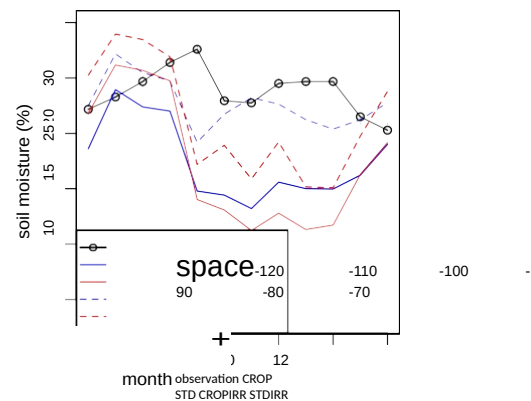 soil moisture (%)
30
25
20
15
10
space -120 -110 -100 -
90 -80 -70
0 12
month observation CROP
STD CROPIRR STDIRR